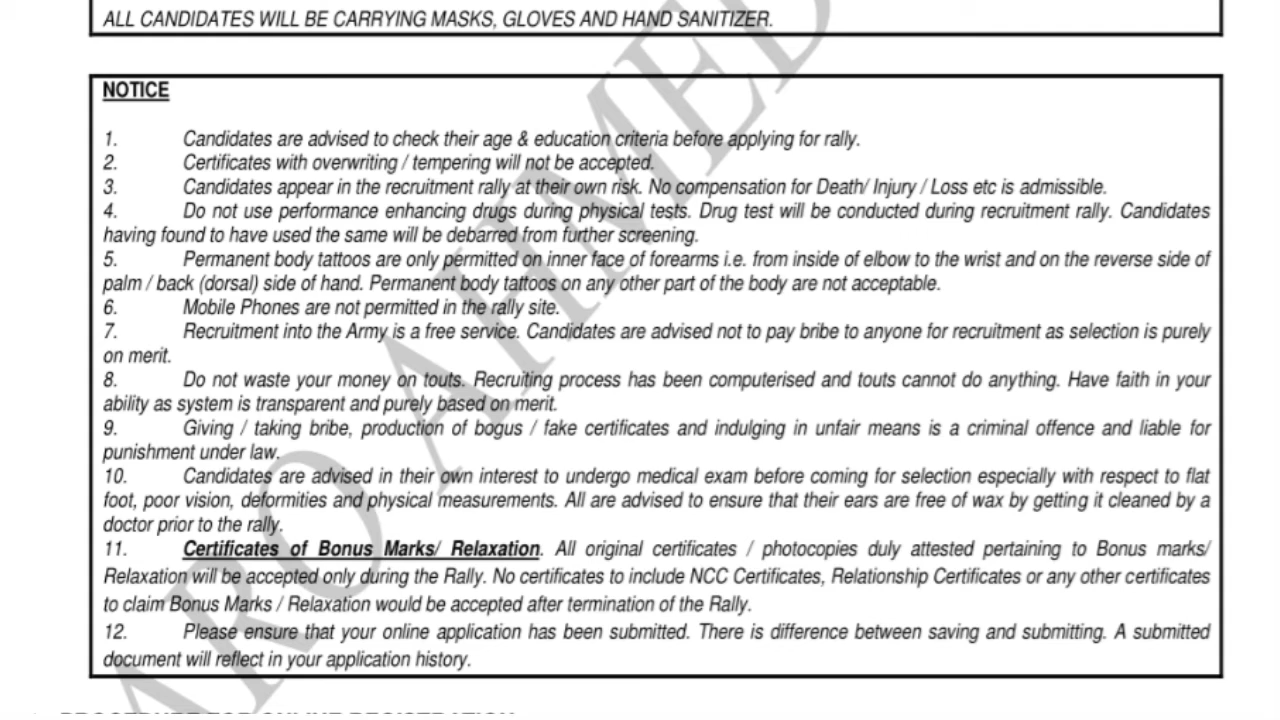 ALL CANDIDATES WILL BE CARRYING MASKS, GLOVES AND HAND SANITIZER.
NOTICE
1. Candidates are advised to check their age & education criteria before applying for rally.
2. Certificates with overwriting / tempering will not be accepted.
3. Candidates appear in the recruitment rally at their own risk. No compensation for Death/ Injury / Loss etc is admissible.
4. Do not use performance enhancing drugs during physical tests. Drug test will be conducted during recruitment rally. Candidates
having found to have used the same will be debarred from further screening.
5. Permanent body tattoos are only permitted on inner face of forearms i.e. from inside of elbow to the wrist and on the reverse side of
palm / back (dorsal) side of hand. Permanent body tattoos on any other part of the body are not acceptable.
6. Mobile Phones are not permitted in the rally site.
7. Recruitment into the Army is a free service. Candidates are advised not to pay bribe to anyone for recruitment as selection is purely
on merit.
8. Do not waste your money on touts. Recruiting process has been computerised and touts cannot do anything. Have faith in your
ability as system is transparent and purely based on merit.
9. Giving / taking bribe, production of bogus / fake certificates and indulging in unfair means is a criminal offence and liable for
punishment under law.
10. Candidates are advised in their own interest to undergo medical exam before coming for selection especially with respect to flat
foot, poor vision, deformities and physical measurements. All are advised to ensure that their ears are free of wax by getting it cleaned by a
doctor prior to the rally.
11. Certificates of Bonus Marks/ Relaxation. All original certificates / photocopies duly attested pertaining to Bonus marks/
Relaxation will be accepted only during the Rally. No certificates to include NCC Certificates, Relationship Certificates or any other certificates
to claim Bonus Marks / Relaxation would be accepted after termination of the Rally.
12. Please ensure that your online application has been submitted. There is difference between saving and submitting. A submitted
document will reflect in your application history.
PROCEDURE FOR ONLINE REGISTRATION
ARO AHMED